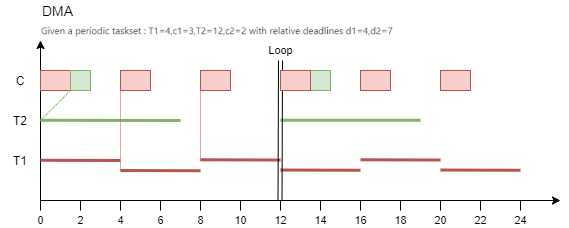 DMA
Given a periodic taskset : T1=4,c1=3,T2=12,c2=2 with relative deadlines d1=4,d2=7
Loop
C
T2
T1
0 2 4 6 8 10 12 14 16 18 20 22 24